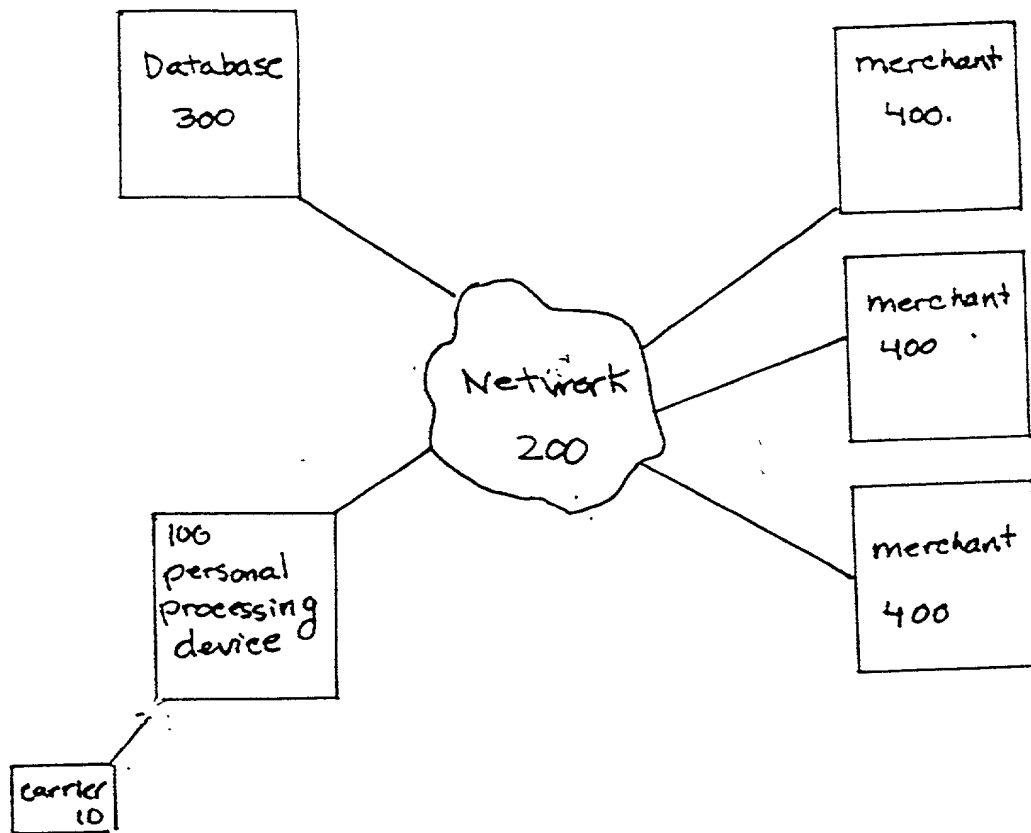 Database
300
merchant
400.
merchant
400
Network
200
100
personal
processing
device
merchant
400
carrier
10